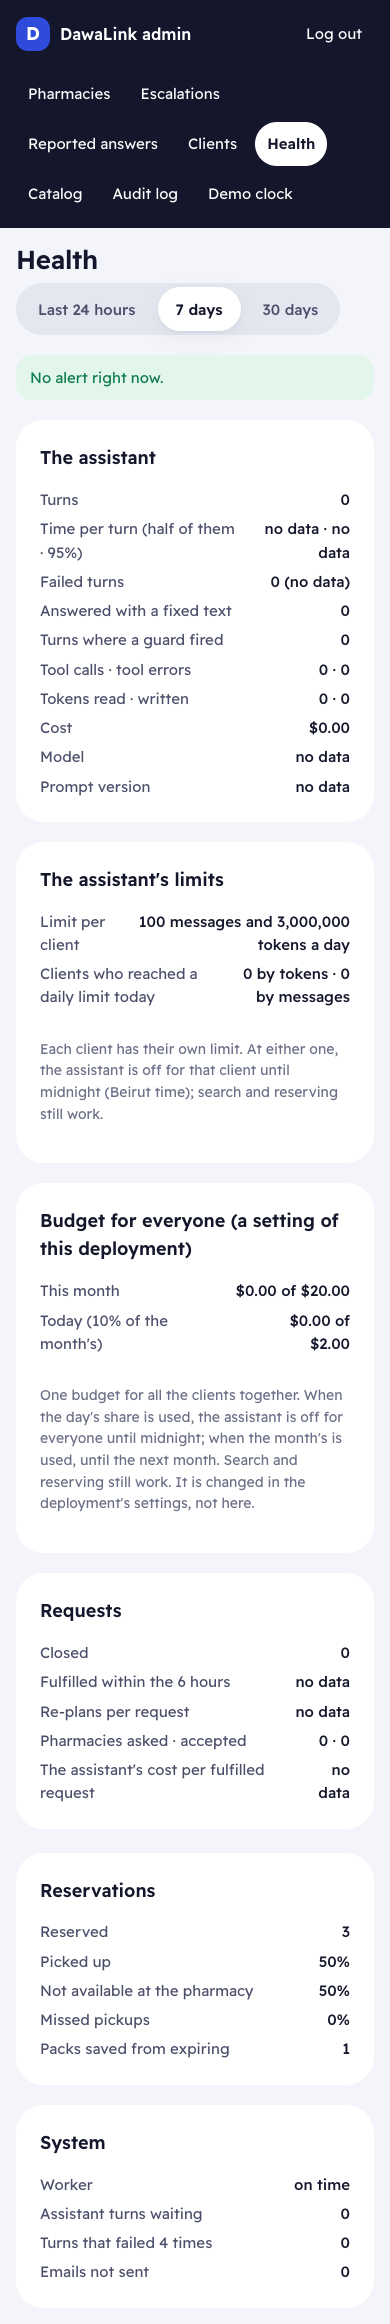 D DawaLink admin Log out
Pharmacies Escalations
Reported answers Clients Health
Catalog Audit log Demo clock
Health
Last 24 hours 7 days 30 days
No alert right now.
The assistant
Turns 0
Time per turn (half of them no data · no
· 95%) data
Failed turns 0 (no data)
Answered with a fixed text 0
Turns where a guard fired 0
Tool calls · tool errors 0 · 0
Tokens read · written 0 · 0
Cost $0.00
Model no data
Prompt version no data
The assistant's limits
Limit per 100 messages and 3,000,000
client tokens a day
Clients who reached a 0 by tokens · 0
daily limit today by messages
Each client has their own limit. At either one,
the assistant is off for that client until
midnight (Beirut time); search and reserving
still work.
Budget for everyone (a setting of
this deployment)
This month $0.00 of $20.00
Today (10% of the $0.00 of
month's) $2.00
One budget for all the clients together. When
the day's share is used, the assistant is off for
everyone until midnight; when the month's is
used, until the next month. Search and
reserving still work. It is changed in the
deployment's settings, not here.
Requests
Closed 0
Fulfilled within the 6 hours no data
Re-plans per request no data
Pharmacies asked · accepted 0 · 0
The assistant's cost per fulfilled no
request data
Reservations
Reserved 3
Picked up 50%
Not available at the pharmacy 50%
Missed pickups 0%
Packs saved from expiring 1
System
Worker on time
Assistant turns waiting 0
Turns that failed 4 times 0
Emails not sent 0